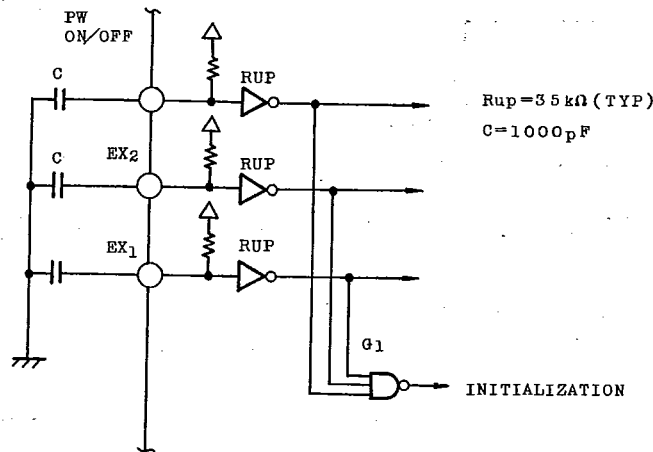 PW
ON/OFF
C
RUP
Rup=35kΩ(TYP)
C=1000pF
C
EX₂
RUP
EX₁
RUP
G₁
INITIALIZATION